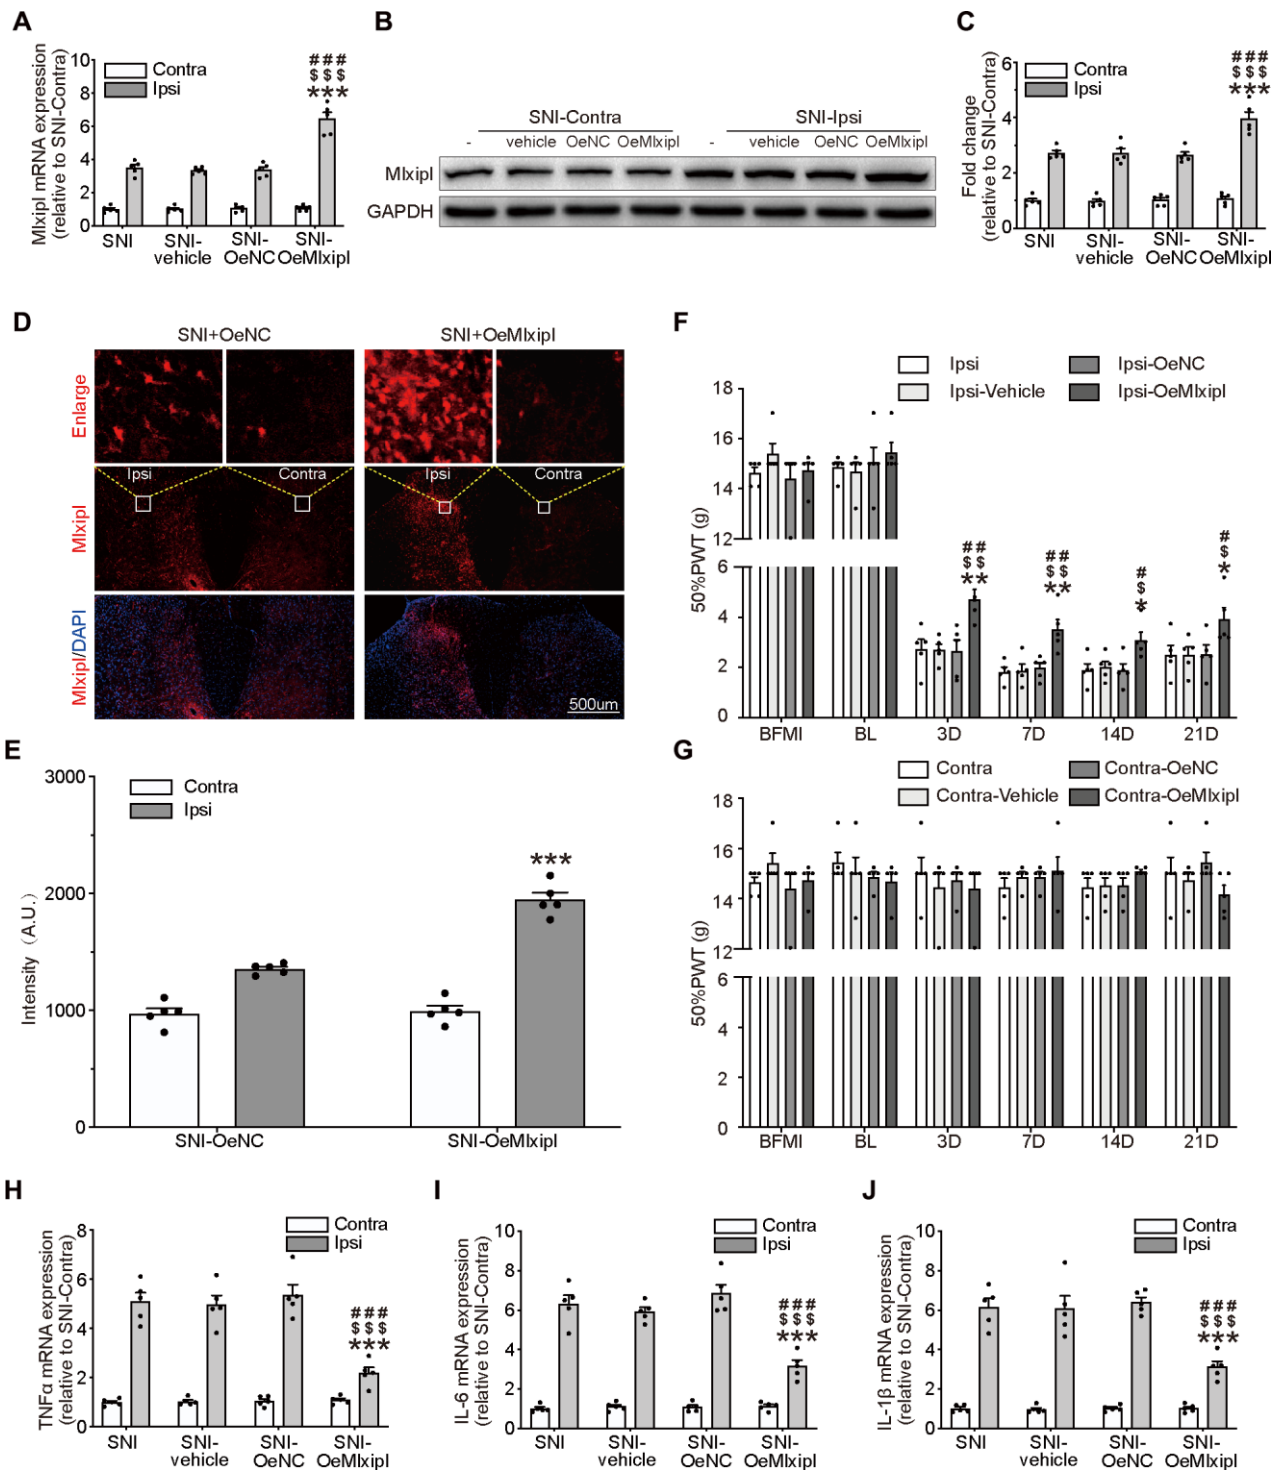 A
Mlxipl mRNA expression
(relative to SNI-Contra)
10
8
6
4
2
0
Contra
Ipsi
###
$$$
***
SNI
SNI-
vehicle
SNI-
OeNC
SNI-
OeMlxipl
B
SNI-Contra
SNI-Ipsi
-
vehicle
OeNC
OeMlxipl
-
vehicle
OeNC
OeMlxipl
Mlxipl
GAPDH
C
Fold change
(relative to SNI-Contra)
6
4
2
0
Contra
Ipsi
###
$$$
***
SNI
SNI-
vehicle
SNI-
OeNC
SNI-
OeMlxipl
D
SNI+OeNC
SNI+OeMlxipl
Enlarge
Mlxipl
Ipsi
Contra
Ipsi
Contra
Mlxipl/DAPI
500um
E
Intensity (A.U.)
3000
2000
1000
0
Contra
Ipsi
***
SNI-OeNC
SNI-OeMlxipl
F
Ipsi
Ipsi-Vehicle
Ipsi-OeNC
Ipsi-OeMlxipl
50%PWT (g)
18
16
14
12
6
4
2
0
##
$$
**
##
$$
**
#
$
*
#
$
*
BFMI
BL
3D
7D
14D
21D
G
Contra
Contra-Vehicle
Contra-OeNC
Contra-OeMlxipl
50%PWT (g)
18
16
14
12
6
4
2
0
BFMI
BL
3D
7D
14D
21D
H
TNFα mRNA expression
(relative to SNI-Contra)
8
6
4
2
0
Contra
Ipsi
###
$$$
***
SNI
SNI-
vehicle
SNI-
OeNC
SNI-
OeMlxipl
I
IL-6 mRNA expression
(relative to SNI-Contra)
10
8
6
4
2
0
Contra
Ipsi
###
$$$
***
SNI
SNI-
vehicle
SNI-
OeNC
SNI-
OeMlxipl
J
IL-1β mRNA expression
(relative to SNI-Contra)
10
8
6
4
2
0
Contra
Ipsi
###
$$$
***
SNI
SNI-
vehicle
SNI-
OeNC
SNI-
OeMlxipl